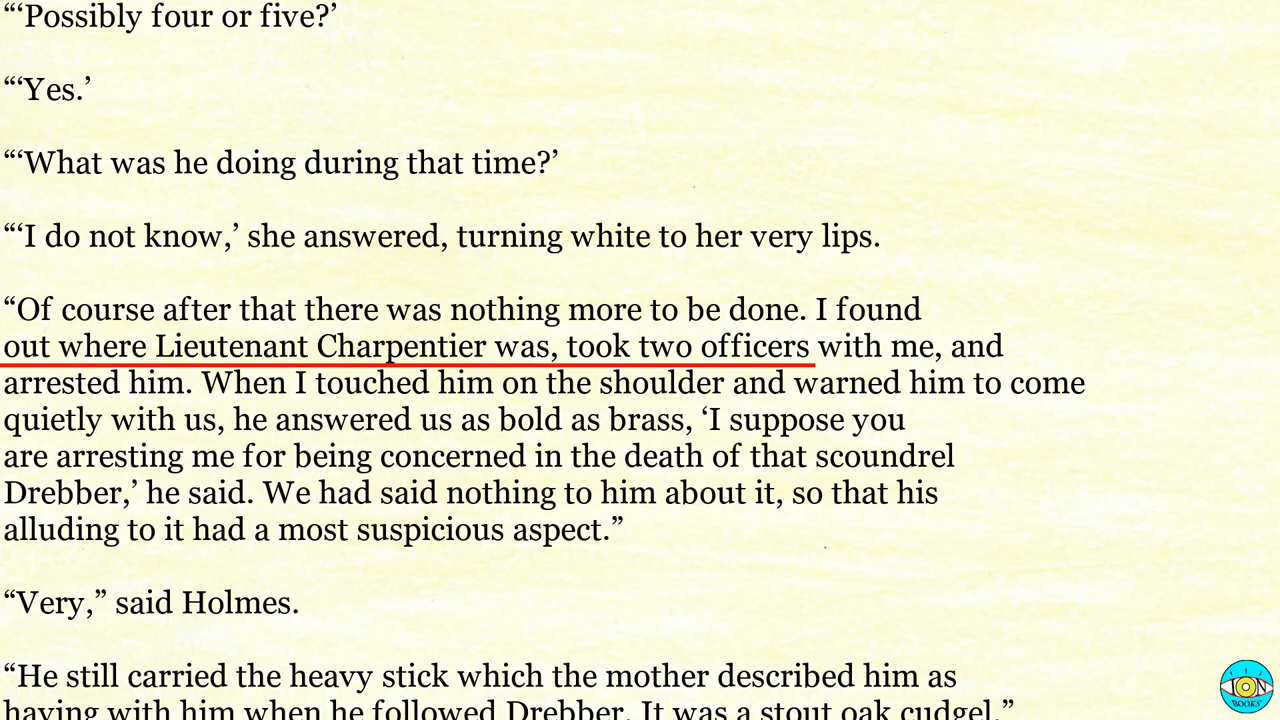 “‘Possibly four or five?’
“‘Yes.’
“‘What was he doing during that time?’
“‘I do not know,’ she answered, turning white to her very lips.
“Of course after that there was nothing more to be done. I found
out where Lieutenant Charpentier was, took two officers with me, and
arrested him. When I touched him on the shoulder and warned him to come
quietly with us, he answered us as bold as brass, ‘I suppose you
are arresting me for being concerned in the death of that scoundrel
Drebber,’ he said. We had said nothing to him about it, so that his
alluding to it had a most suspicious aspect.”
“Very,” said Holmes.
“He still carried the heavy stick which the mother described him as
having with him when he followed Drebber. It was a stout oak cudgel.”
ION
BOOKS